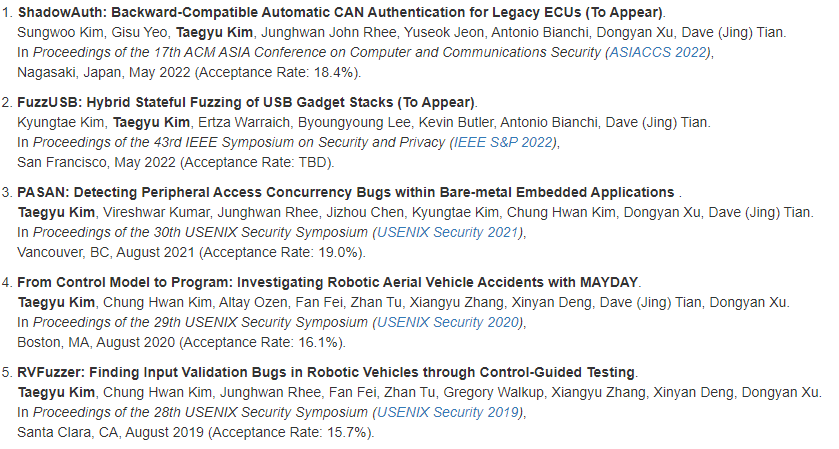 1. ShadowAuth: Backward-Compatible Automatic CAN Authentication for Legacy ECUs (To Appear).
Sungwoo Kim, Gisu Yeo, Taegyu Kim, Junghwan John Rhee, Yuseok Jeon, Antonio Bianchi, Dongyan Xu, Dave (Jing) Tian.
In Proceedings of the 17th ACM ASIA Conference on Computer and Communications Security (ASIACCS 2022),
Nagasaki, Japan, May 2022 (Acceptance Rate: 18.4%).
2. FuzzUSB: Hybrid Stateful Fuzzing of USB Gadget Stacks (To Appear).
Kyungtae Kim, Taegyu Kim, Ertza Warraich, Byoungyoung Lee, Kevin Butler, Antonio Bianchi, Dave (Jing) Tian.
In Proceedings of the 43rd IEEE Symposium on Security and Privacy (IEEE S&P 2022),
San Francisco, May 2022 (Acceptance Rate: TBD).
3. PASAN: Detecting Peripheral Access Concurrency Bugs within Bare-metal Embedded Applications .
Taegyu Kim, Vireshwar Kumar, Junghwan Rhee, Jizhou Chen, Kyungtae Kim, Chung Hwan Kim, Dongyan Xu, Dave (Jing) Tian.
In Proceedings of the 30th USENIX Security Symposium (USENIX Security 2021),
Vancouver, BC, August 2021 (Acceptance Rate: 19.0%).
4. From Control Model to Program: Investigating Robotic Aerial Vehicle Accidents with MAYDAY.
Taegyu Kim, Chung Hwan Kim, Altay Ozen, Fan Fei, Zhan Tu, Xiangyu Zhang, Xinyan Deng, Dave (Jing) Tian, Dongyan Xu.
In Proceedings of the 29th USENIX Security Symposium (USENIX Security 2020),
Boston, MA, August 2020 (Acceptance Rate: 16.1%).
5. RVFuzzer: Finding Input Validation Bugs in Robotic Vehicles through Control-Guided Testing.
Taegyu Kim, Chung Hwan Kim, Junghwan Rhee, Fan Fei, Zhan Tu, Gregory Walkup, Xiangyu Zhang, Xinyan Deng, Dongyan Xu.
In Proceedings of the 28th USENIX Security Symposium (USENIX Security 2019),
Santa Clara, CA, August 2019 (Acceptance Rate: 15.7%).